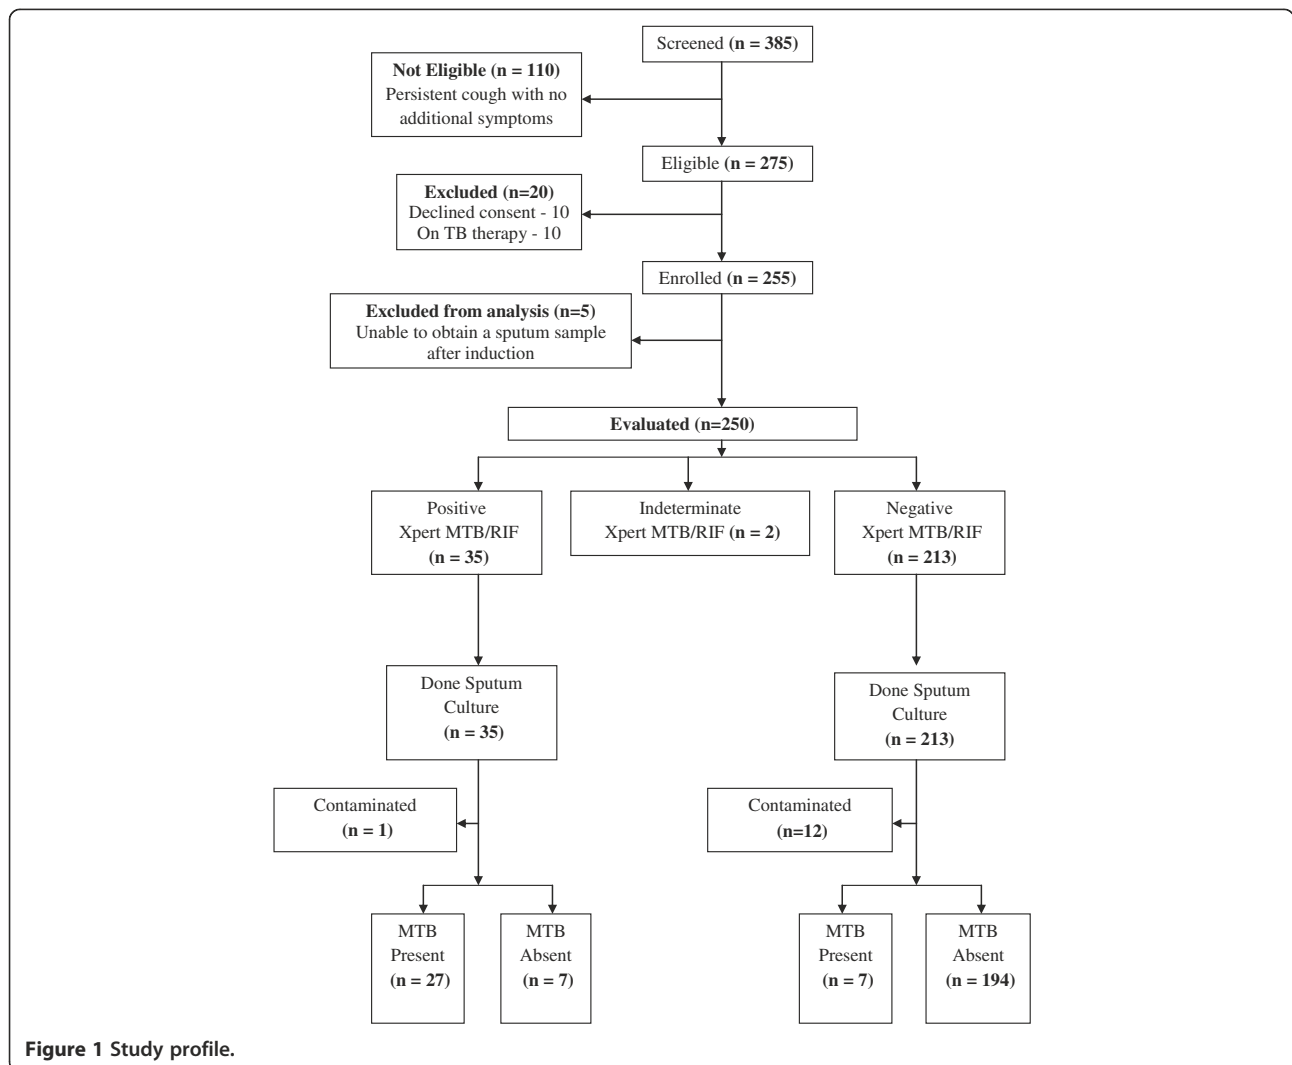 Screened (n = 385)
Not Eligible (n = 110)
Persistent cough with no
additional symptoms
Eligible (n = 275)
Excluded (n=20)
Declined consent - 10
On TB therapy - 10
Enrolled (n = 255)
Excluded from analysis (n=5)
Unable to obtain a sputum sample
after induction
Evaluated (n=250)
Positive
Xpert MTB/RIF
(n = 35)
Indeterminate
Xpert MTB/RIF (n = 2)
Negative
Xpert MTB/RIF
(n = 213)
Done Sputum
Culture
(n = 35)
Done Sputum
Culture
(n = 213)
Contaminated
(n = 1)
Contaminated
(n=12)
MTB
Present
(n = 27)
MTB
Absent
(n = 7)
MTB
Present
(n = 7)
MTB
Absent
(n = 194)
Figure 1 Study profile.